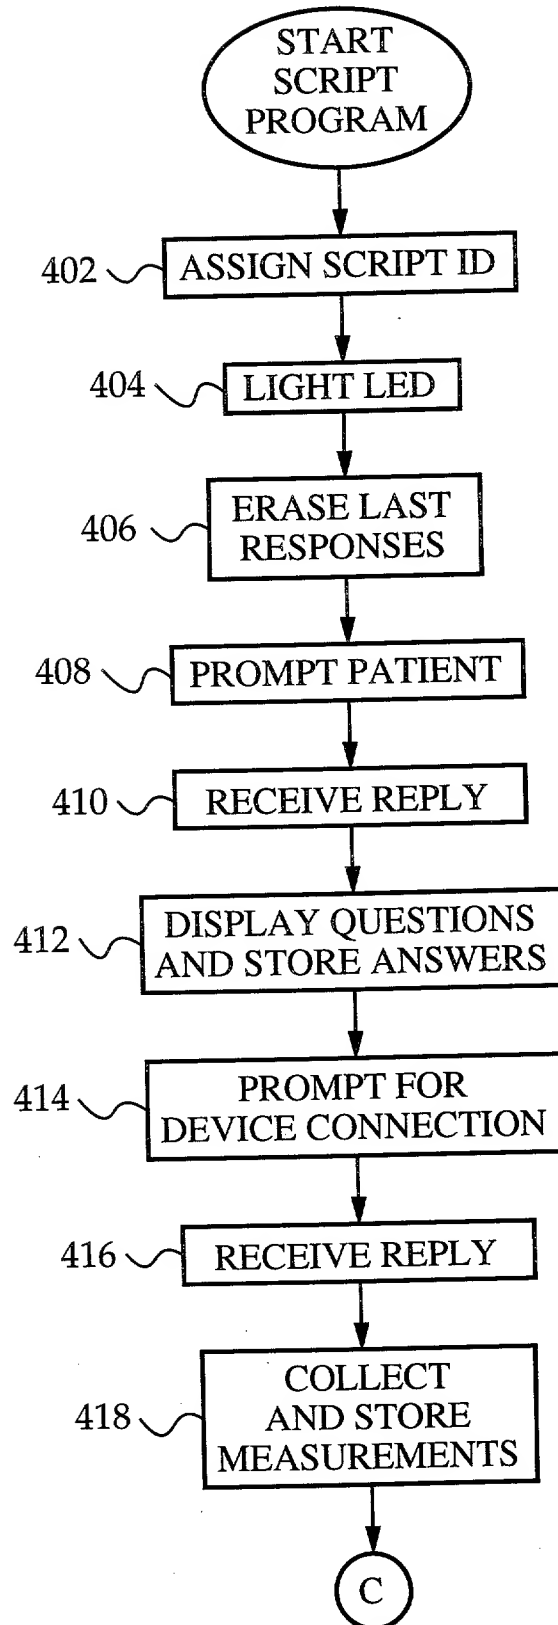 START
SCRIPT
PROGRAM
402
ASSIGN SCRIPT ID
404
LIGHT LED
406
ERASE LAST
RESPONSES
408
PROMPT PATIENT
410
RECEIVE REPLY
412
DISPLAY QUESTIONS
AND STORE ANSWERS
414
PROMPT FOR
DEVICE CONNECTION
416
RECEIVE REPLY
418
COLLECT
AND STORE
MEASUREMENTS
C